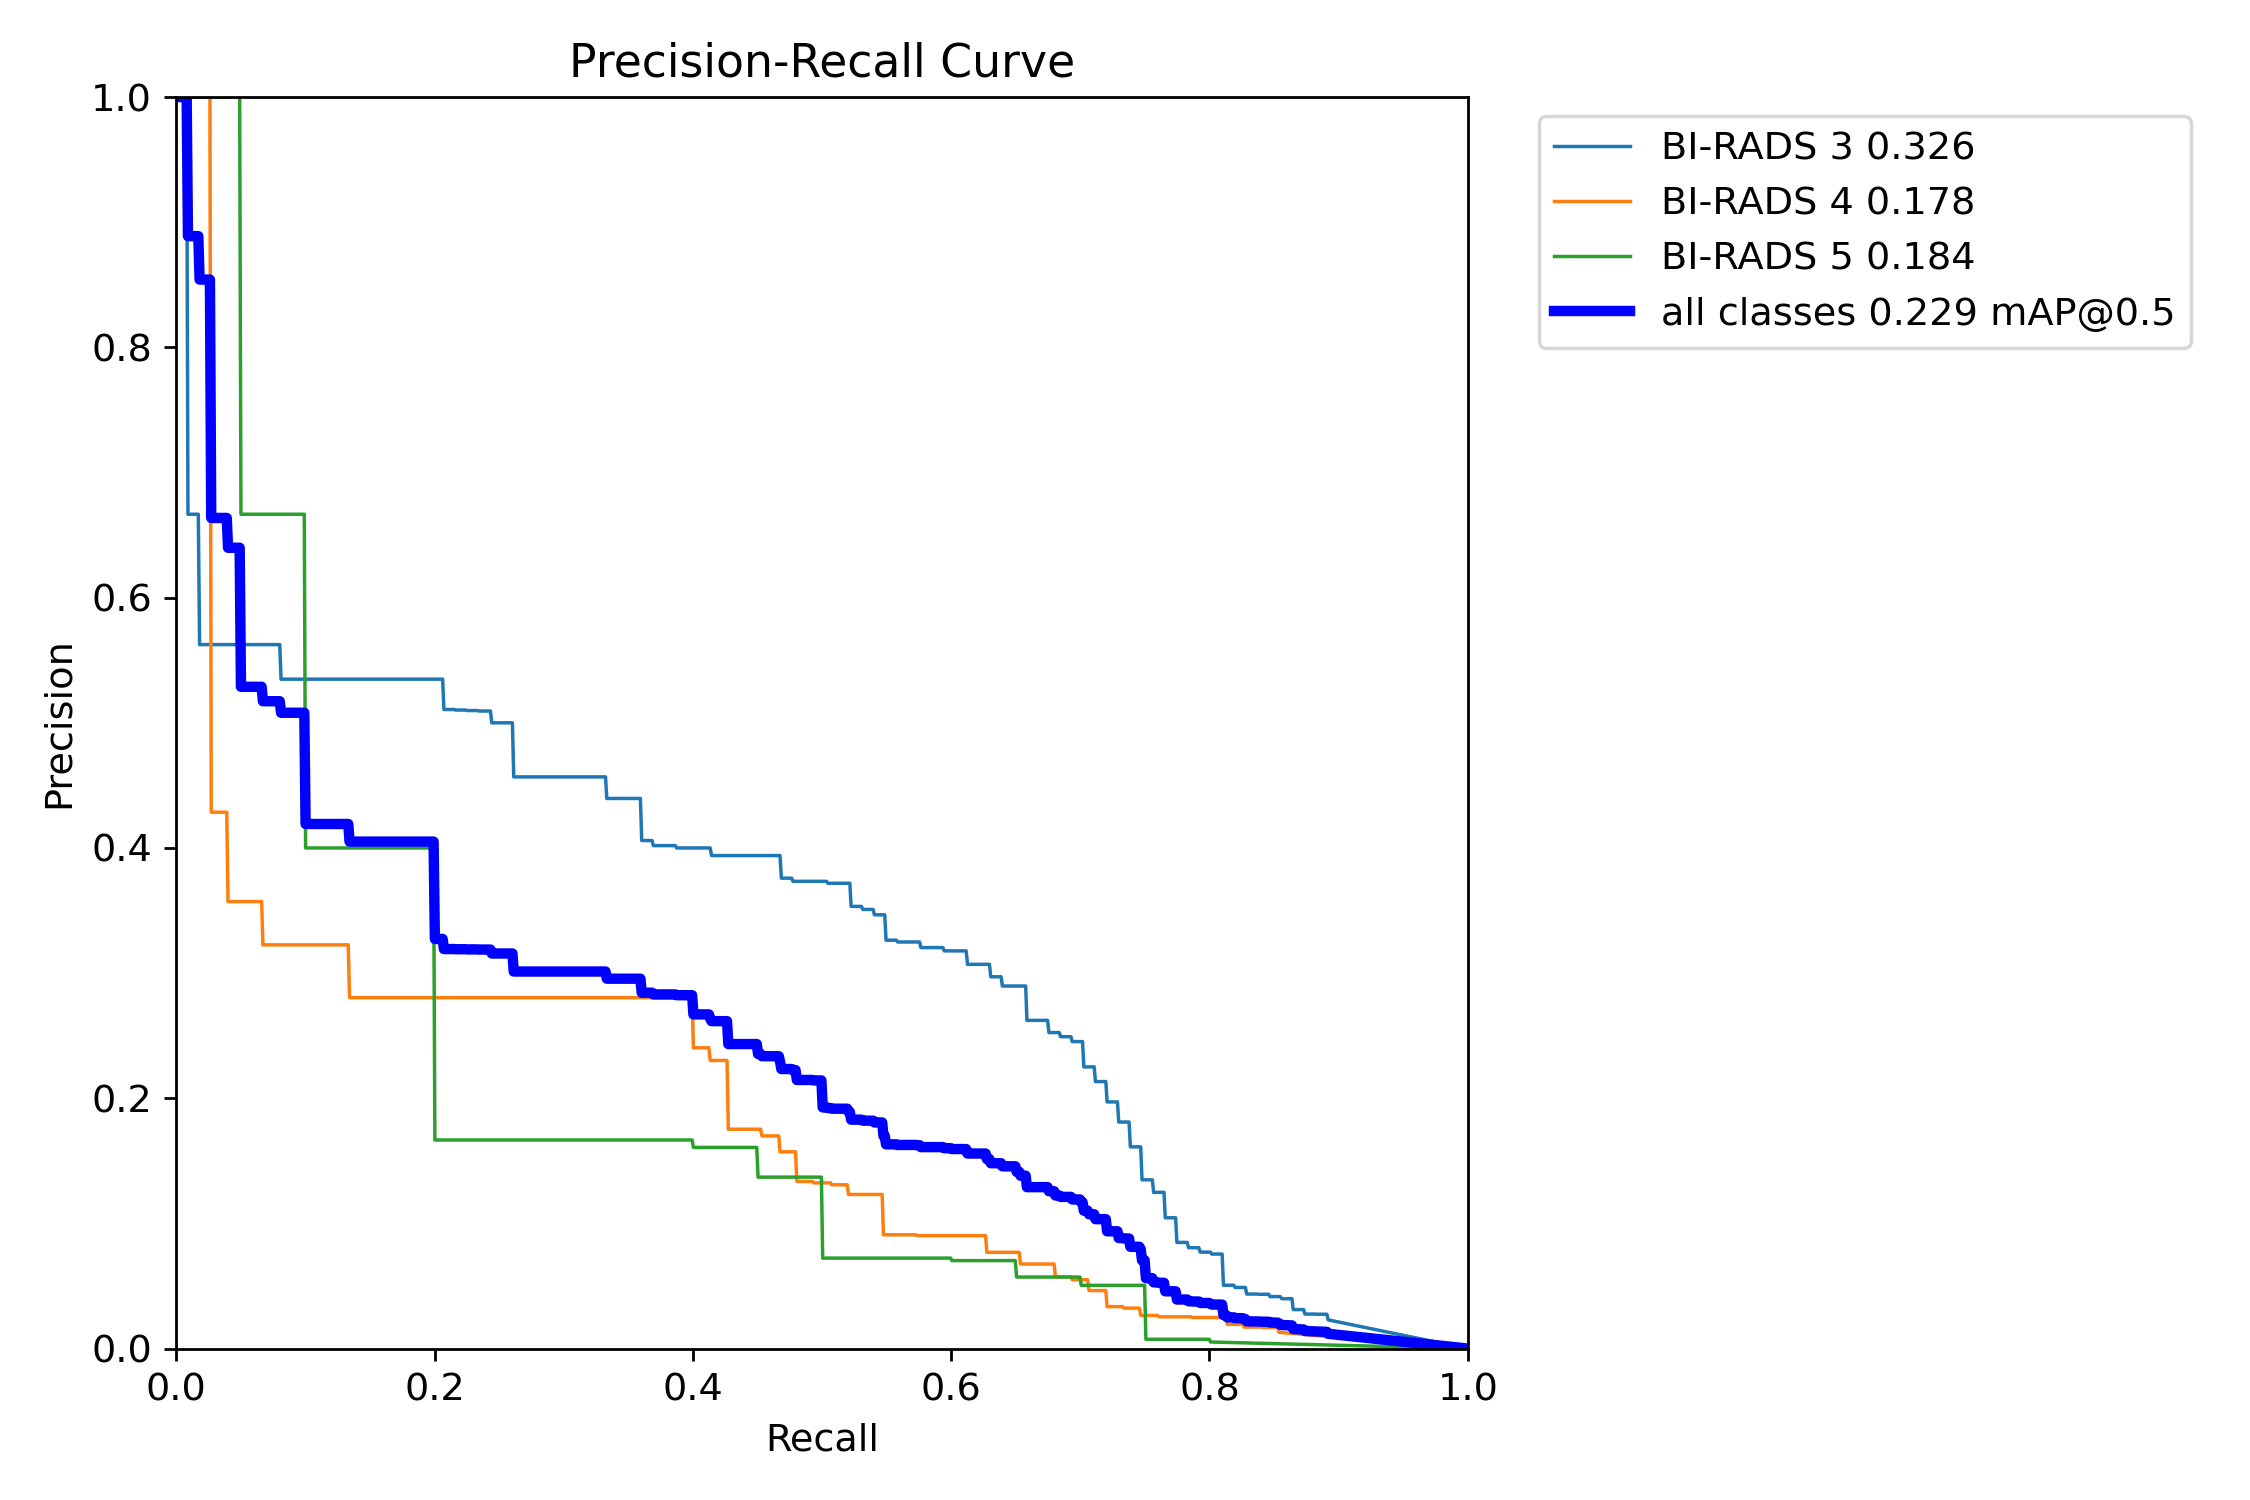 Precision-Recall Curve
1.0
0.8
0.6
0.4
0.2
0.0
Precision
0.0 0.2 0.4 0.6 0.8 1.0
Recall
BI-RADS 3 0.326
BI-RADS 4 0.178
BI-RADS 5 0.184
all classes 0.229 mAP@0.5